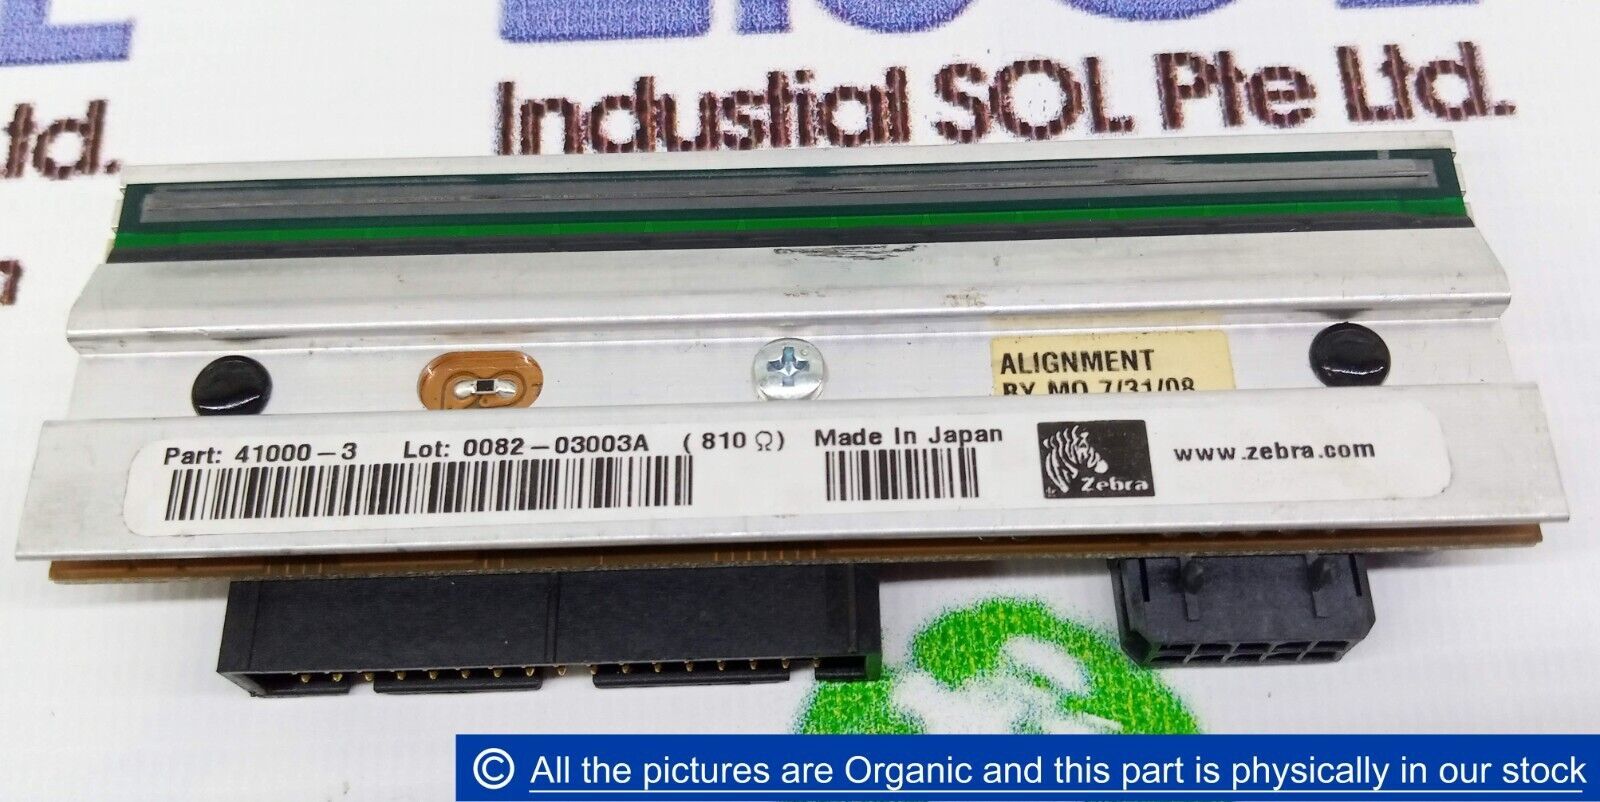 Industial SOL Pte Ltd.
td.
ALIGNMENT
BY MO 7/31/08
Part: 41000-3 Lot: 0082-03003A (810 Ω) Made In Japan
Zebra
www.zebra.com
© All the pictures are Organic and this part is physically in our stock